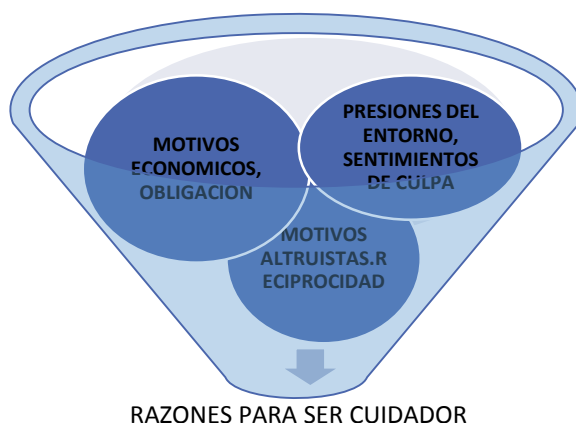 MOTIVOS
ECONOMICOS,
OBLIGACION
PRESIONES DEL
ENTORNO,
SENTIMIENTOS
DE CULPA
MOTIVOS
ALTRUISTAS.R
ECIPROCIDAD
RAZONES PARA SER CUIDADOR